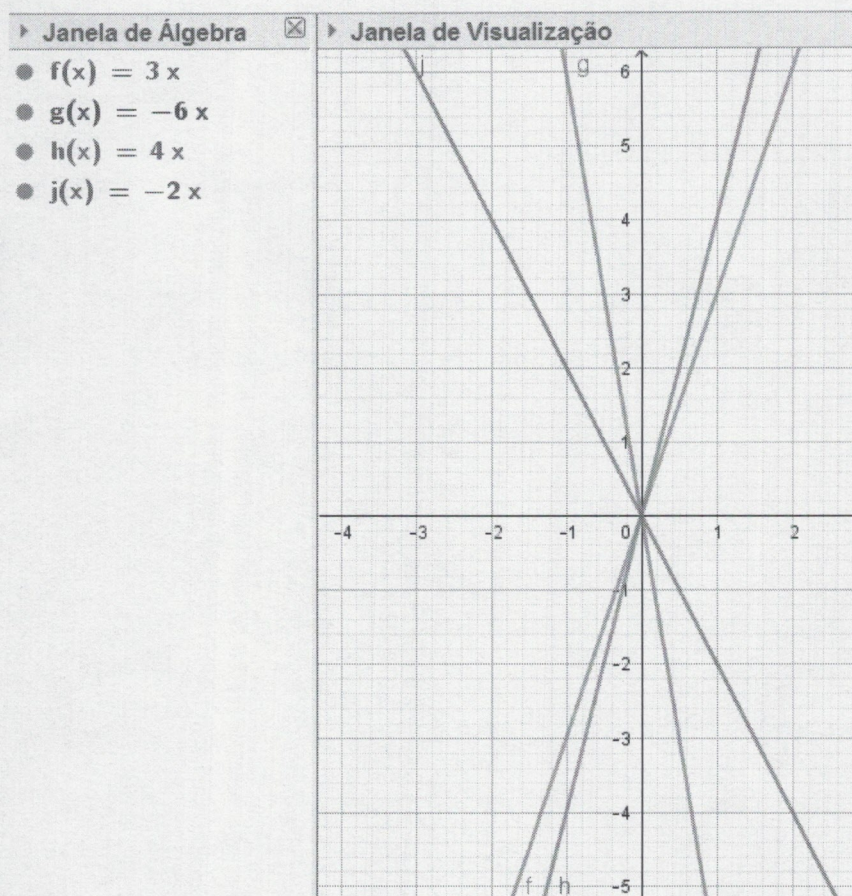 Janela de Álgebra
Janela de Visualização
f(x) = 3 x
g(x) = −6 x
h(x) = 4 x
j(x) = −2 x
j
g
6
5
4
3
2
1
-4 -3 -2 -1 0 1 2
-1
-2
-3
-4
-5
f h